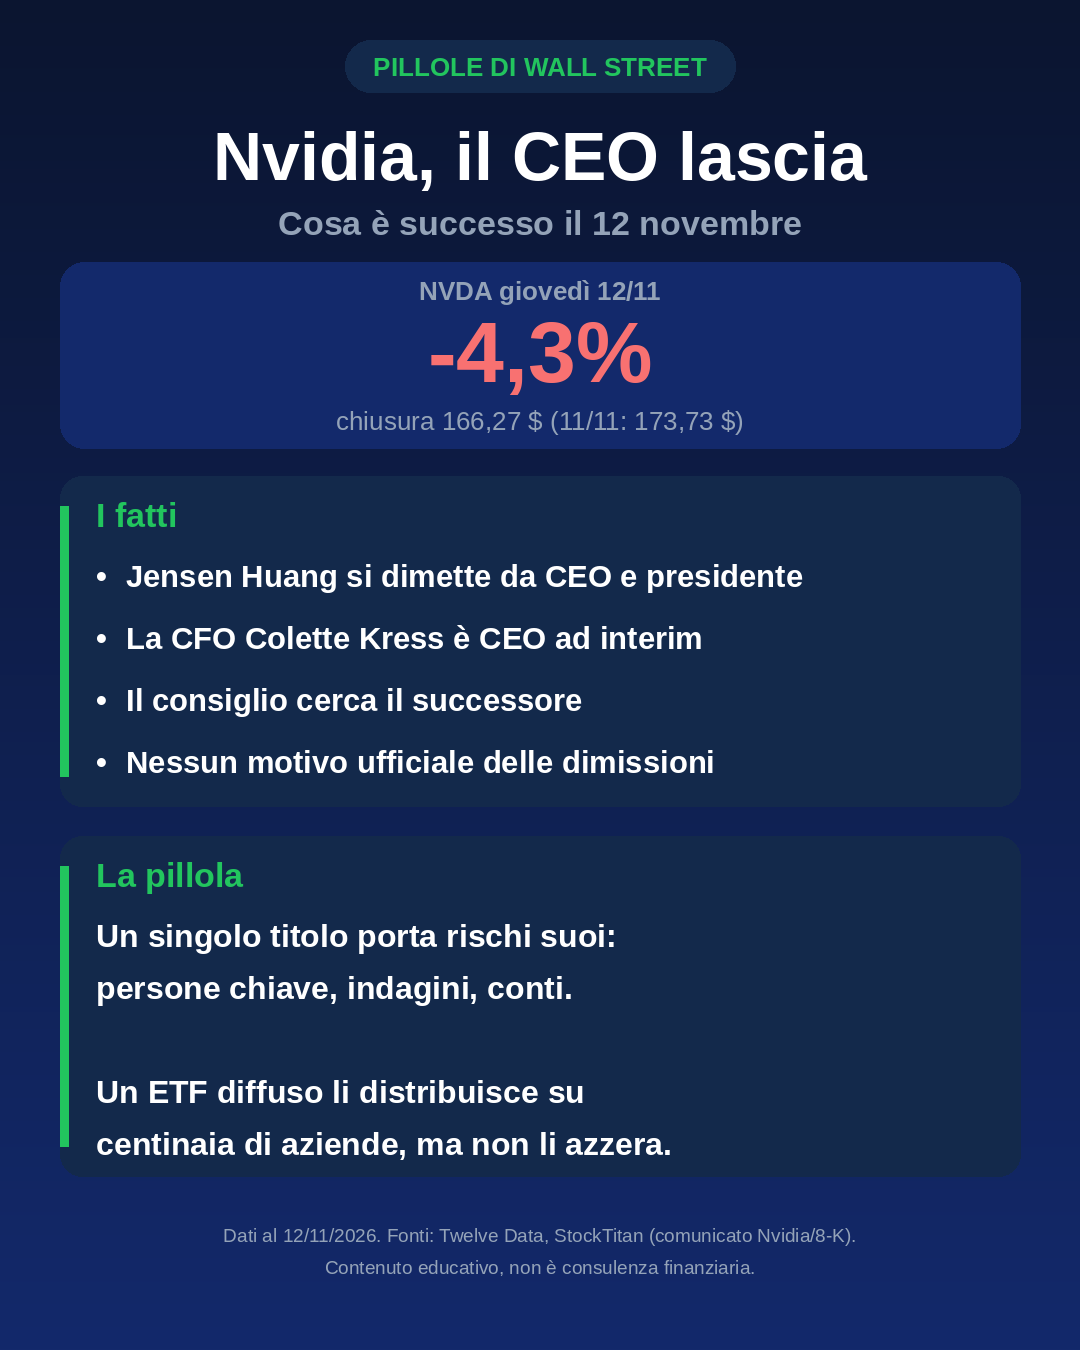 PILLOLE DI WALL STREET
Nvidia, il CEO lascia
Cosa è successo il 12 novembre
NVDA giovedì 12/11
-4,3%
chiusura 166,27 $ (11/11: 173,73 $)
I fatti
• Jensen Huang si dimette da CEO e presidente
• La CFO Colette Kress è CEO ad interim
• Il consiglio cerca il successore
• Nessun motivo ufficiale delle dimissioni
La pillola
Un singolo titolo porta rischi suoi:
persone chiave, indagini, conti.
Un ETF diffuso li distribuisce su
centinaia di aziende, ma non li azzera.
Dati al 12/11/2026. Fonti: Twelve Data, StockTitan (comunicato Nvidia/8-K).
Contenuto educativo, non è consulenza finanziaria.